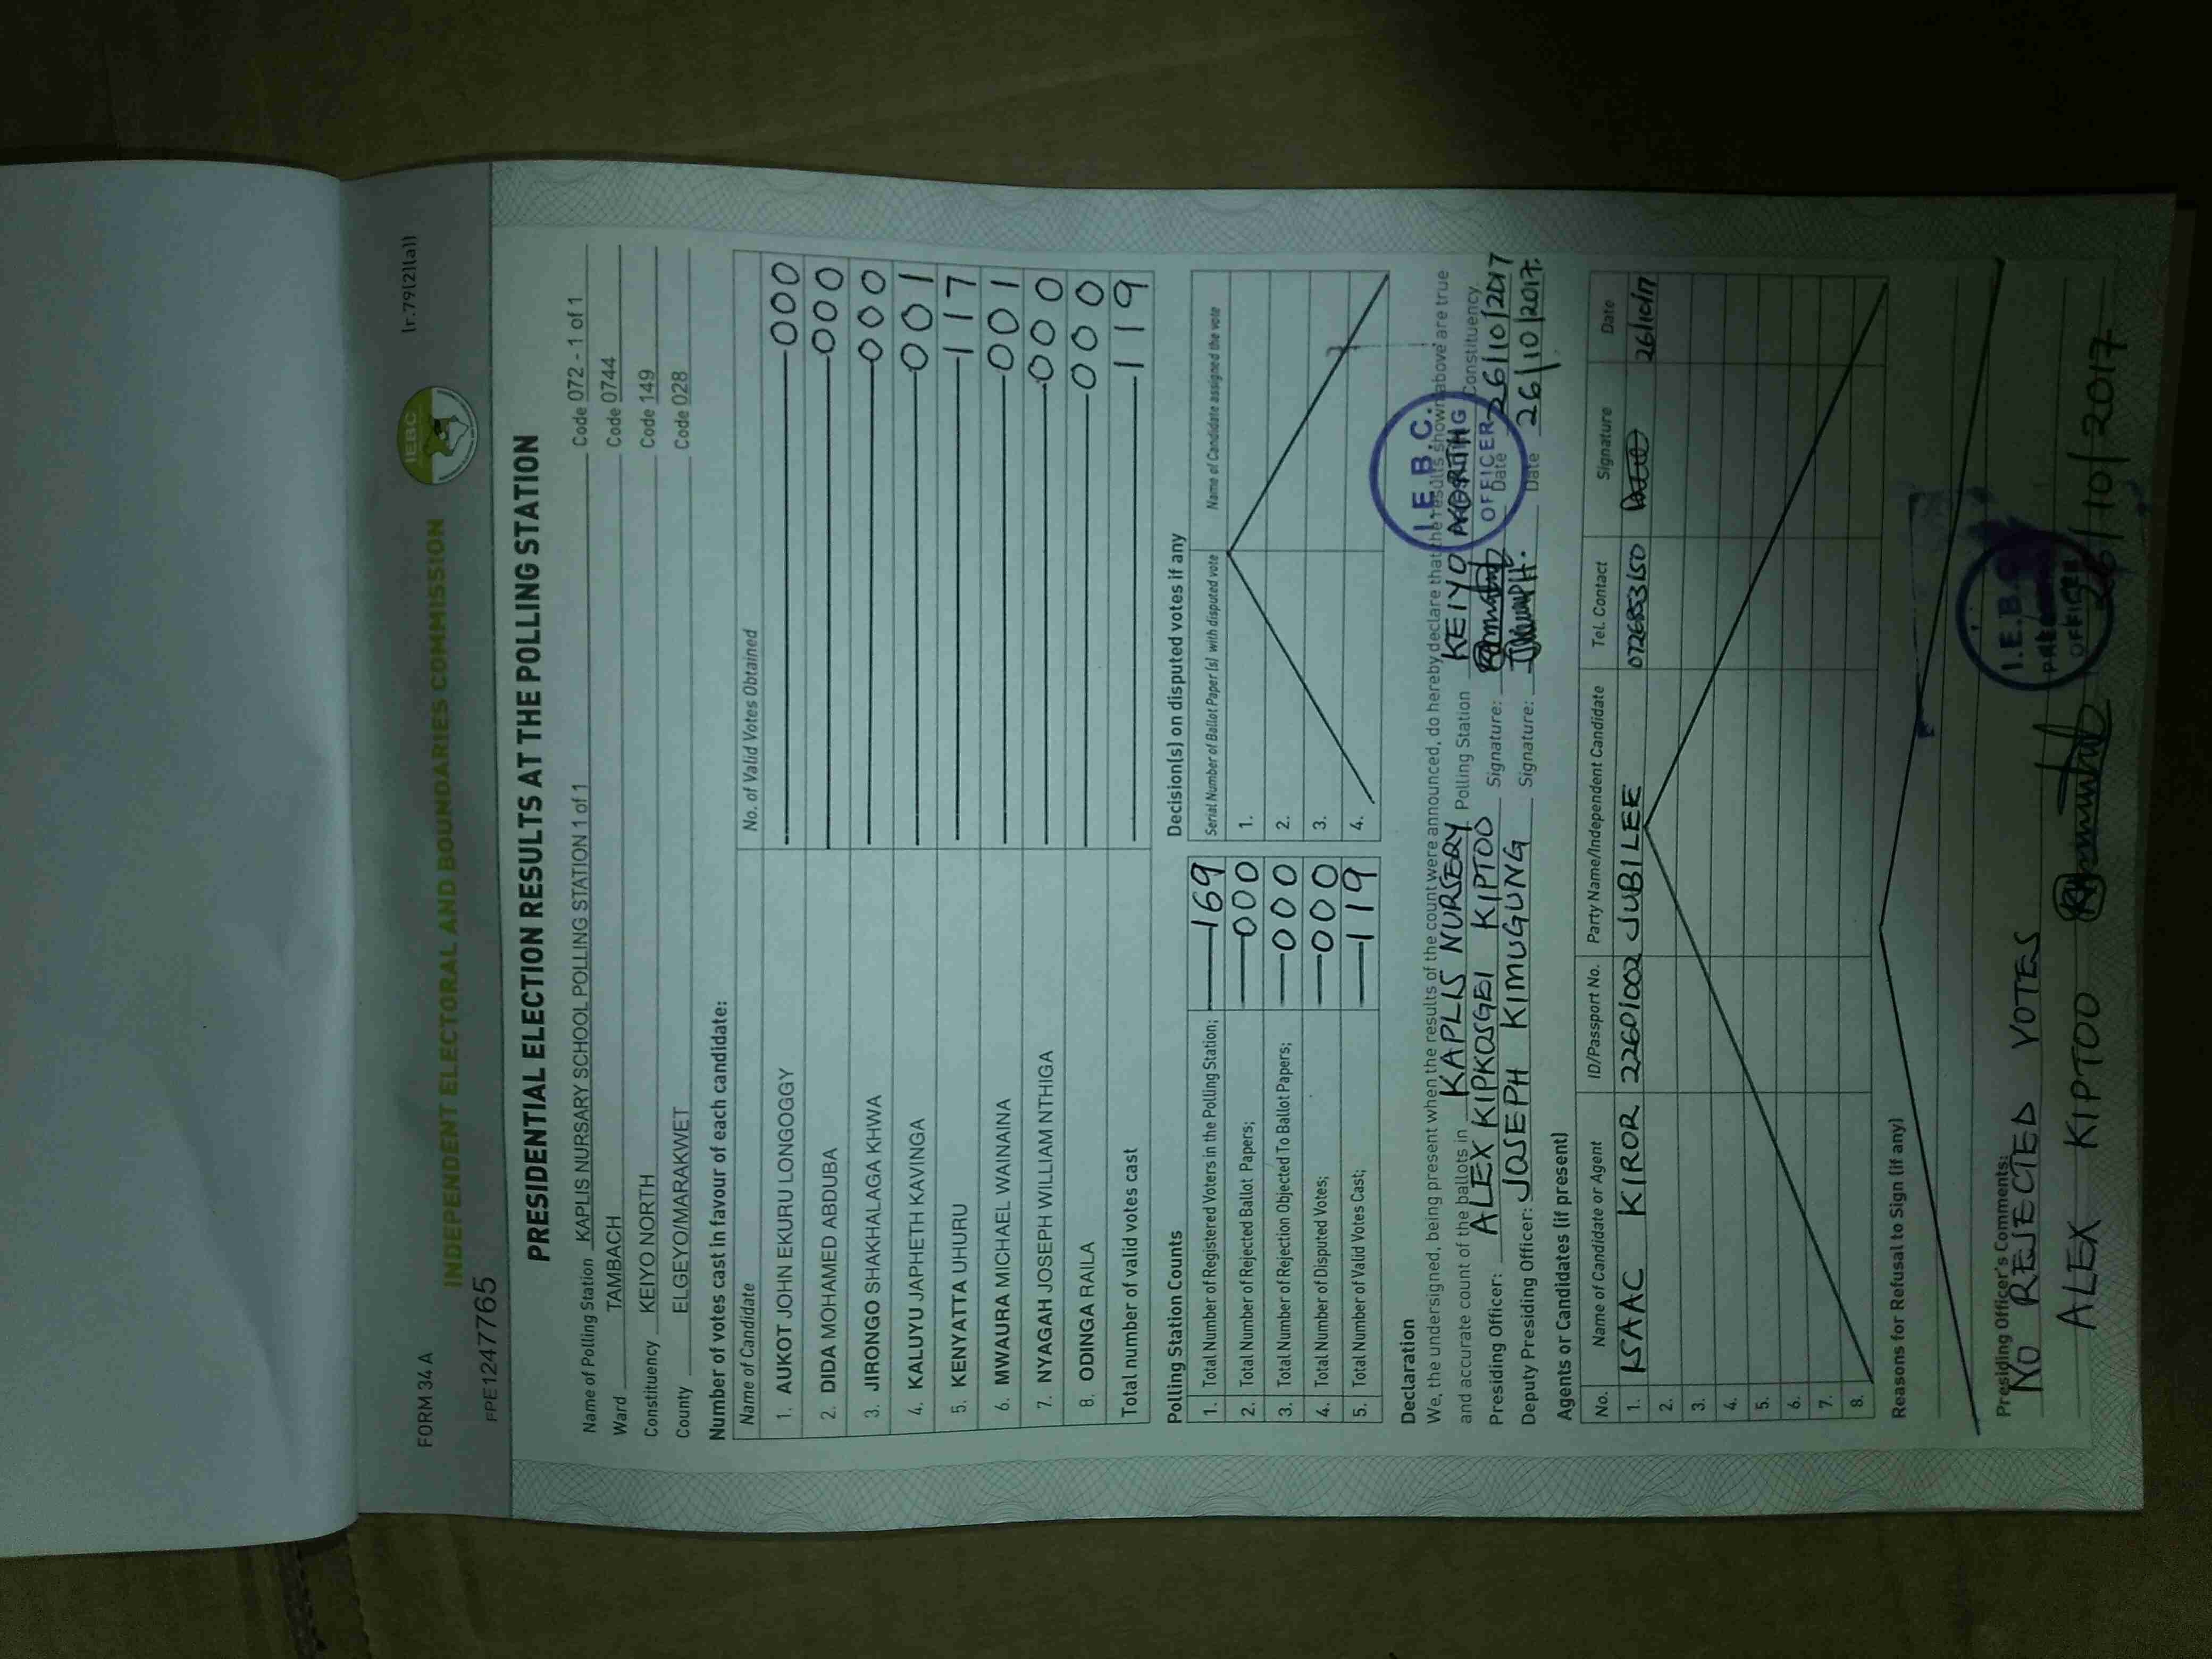 FORM 34 A
(r.79(2)(a))
IEBC
INDEPENDENT ELECTORAL AND BOUNDARIES COMMISSION
FPE1247765
PRESIDENTIAL ELECTION RESULTS AT THE POLLING STATION
Name of Polling Station KAPLIS NURSARY SCHOOL POLLING STATION 1 of 1 Code 072 - 1 of 1
Ward TAMBACH Code 0744
Constituency KEIYO NORTH Code 149
County ELGEYO/MARAKWET Code 028
Number of votes cast in favour of each candidate:
Name of Candidate No. of Valid Votes Obtained
1. AUKOT JOHN EKURU LONGOGGY 000
2. DIDA MOHAMED ABDUBA 000
3. JIRONGO SHAKHALAGA KHWA 000
4. KALUYU JAPHETH KAVINGA 001
5. KENYATTA UHURU 117
6. MWAURA MICHAEL WAINAINA 001
7. NYAGAH JOSEPH WILLIAM NTHIGA 000
8. ODINGA RAILA 000
Total number of valid votes cast 119
Polling Station Counts
1. Total Number of Registered Voters in the Polling Station; 169
2. Total Number of Rejected Ballot Papers; 000
3. Total Number of Rejection Objected To Ballot Papers; 000
4. Total Number of Disputed Votes; 000
5. Total Number of Valid Votes Cast; 119
Decision(s) on disputed votes if any
Serial Number of Ballot Paper (s) with disputed vote Name of Candidate assigned the vote
1.
2.
3.
4.
Declaration
We, the undersigned, being present when the results of the count were announced, do hereby declare that the results shown above are true
and accurate count of the ballots in KAPLIS NURSERY Polling Station KEIYO NORTH Constituency
Presiding Officer: ALEX KIPKOSGEI KIPTOO Signature: Date 26/10/2017
Deputy Presiding Officer: JOSEPH KIMUGUNG Signature: Date 26/10/2017.
I.E.B.C.
OFFICER
Agents or Candidates (if present)
No. Name of Candidate or Agent ID/Passport No. Party Name/Independent Candidate Tel. Contact Signature Date
1. ISAAC KIROR 22601002 JUBILEE 26/10/17
2.
3.
4.
5.
6.
7.
8.
Reasons for Refusal to Sign (if any)
Presiding Officer's Comments:
NO REJECTED VOTES
ALEX KIPTOO 26/10/2017
I.E.B.C.
OFFICER